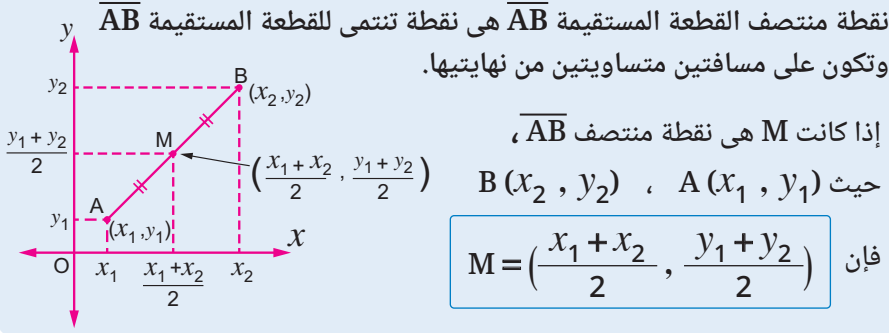 نقطة منتصف القطعة المستقيمة AB هى نقطة تنتمى للقطعة المستقيمة AB
وتكون على مسافتين متساويتين من نهايتيها.
إذا كانت M هى نقطة منتصف AB ،
حيث A (x₁ , y₁) ، B (x₂ , y₂)
فإن M = ( (x₁ + x₂)/2 , (y₁ + y₂)/2 )
y
y₂
B
(x₂ ,y₂)
(y₁ + y₂)/2
M
( (x₁ + x₂)/2 , (y₁ + y₂)/2 )
A
y₁
(x₁ ,y₁)
x
O
x₁
(x₁ +x₂)/2
x₂